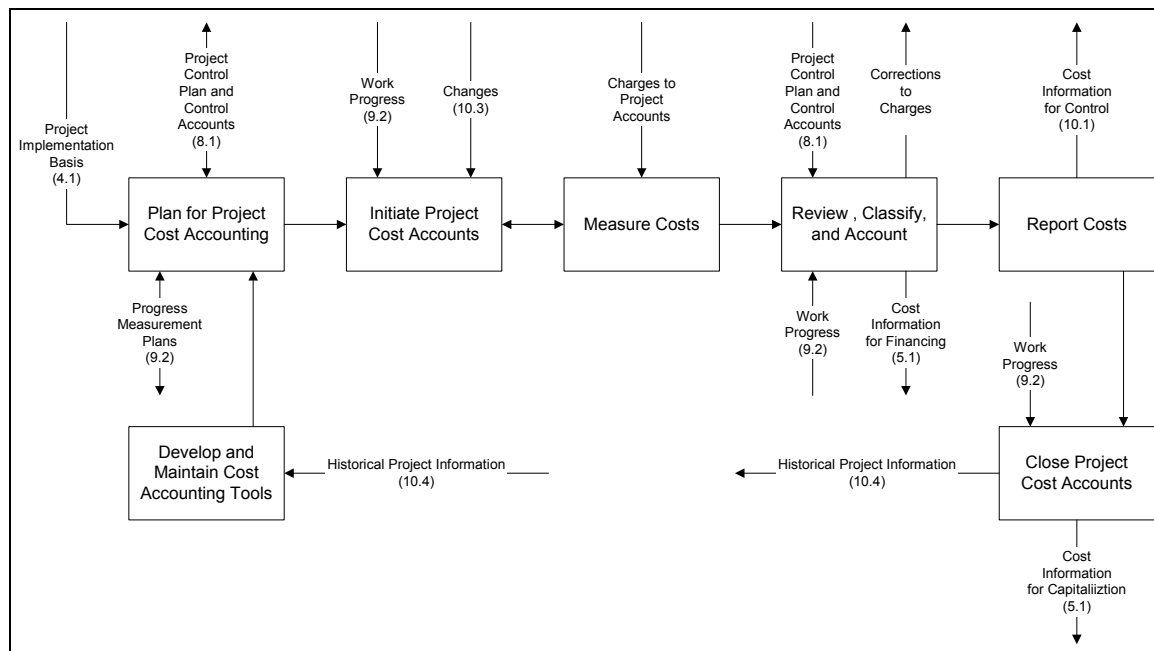 Project
Implementation
Basis
(4.1)
Project
Control
Plan and
Control
Accounts
(8.1)
Work
Progress
(9.2)
Changes
(10.3)
Charges to
Project
Accounts
Project
Control
Plan and
Control
Accounts
(8.1)
Corrections
to
Charges
Cost
Information
for Control
(10.1)
Plan for Project
Cost Accounting
Initiate Project
Cost Accounts
Measure Costs
Review , Classify,
and Account
Report Costs
Progress
Measurement
Plans
(9.2)
Work
Progress
(9.2)
Cost
Information
for Financing
(5.1)
Work
Progress
(9.2)
Develop and
Maintain Cost
Accounting Tools
Historical Project Information
(10.4)
Historical Project Information
(10.4)
Close Project
Cost Accounts
Cost
Information
for Capitaliiztion
(5.1)